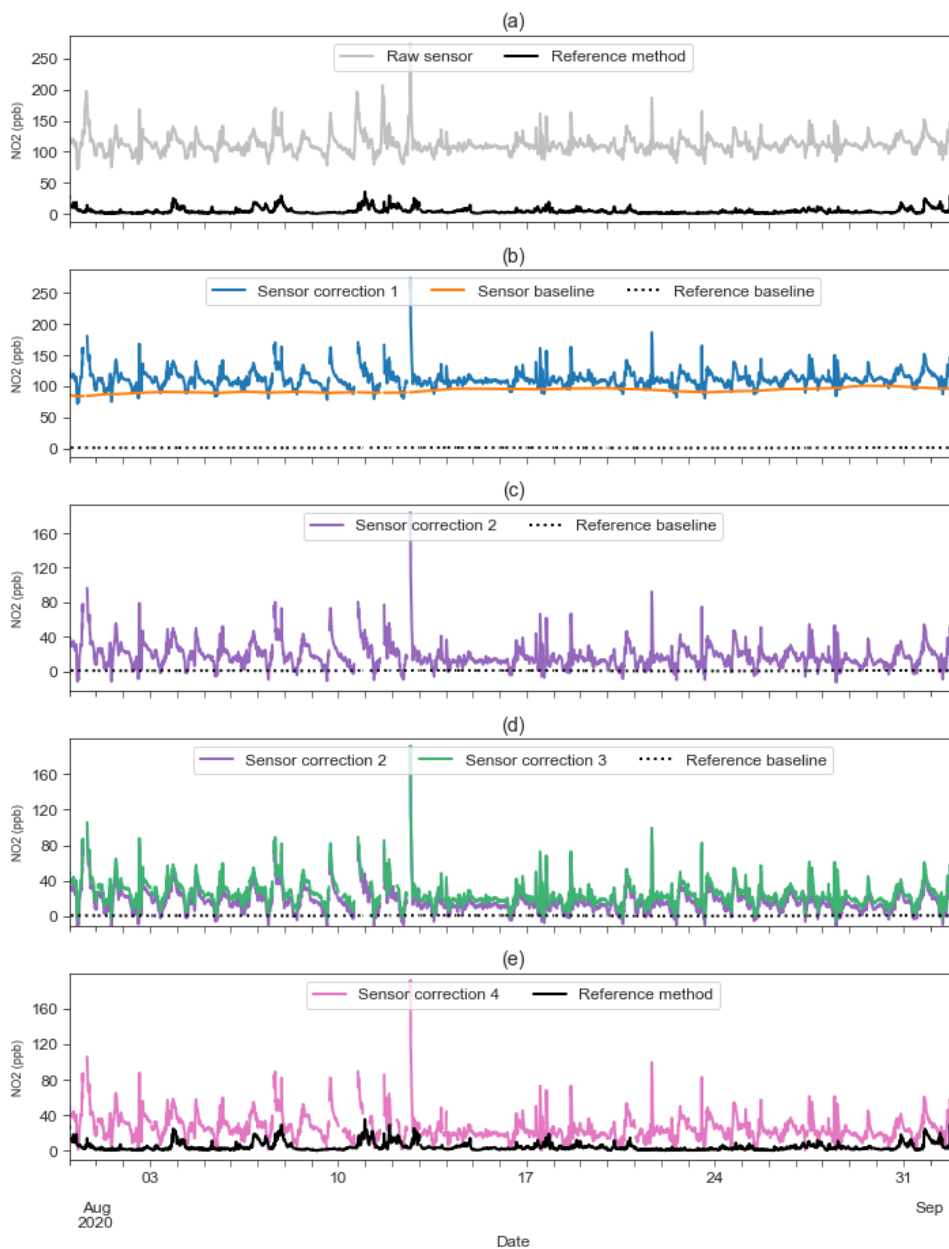 (a)
Raw sensor Reference method
NO2 (ppb)
250
200
150
100
50
0
(b)
Sensor correction 1 Sensor baseline Reference baseline
NO2 (ppb)
250
200
150
100
50
0
(c)
Sensor correction 2 Reference baseline
NO2 (ppb)
160
120
80
40
0
(d)
Sensor correction 2 Sensor correction 3 Reference baseline
NO2 (ppb)
160
120
80
40
0
(e)
Sensor correction 4 Reference method
NO2 (ppb)
160
120
80
40
0
03 10 17 24 31
Aug Sep
2020
Date